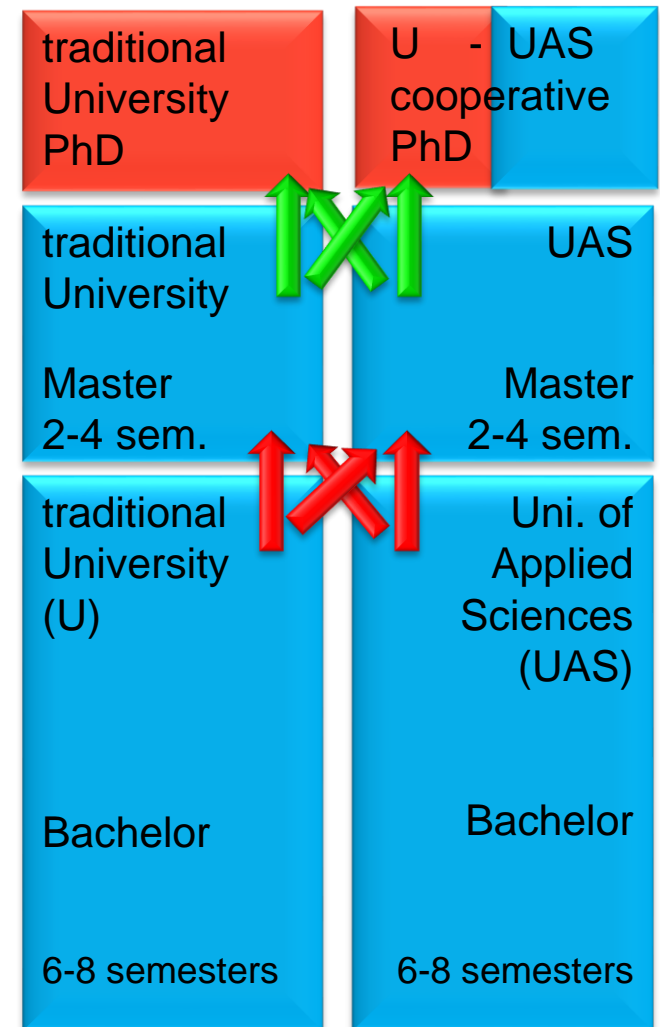 traditional
University
PhD
U - UAS
cooperative
PhD
traditional
University
Master
2-4 sem.
UAS
Master
2-4 sem.
traditional
University
(U)
Bachelor
6-8 semesters
Uni. of
Applied
Sciences
(UAS)
Bachelor
6-8 semesters